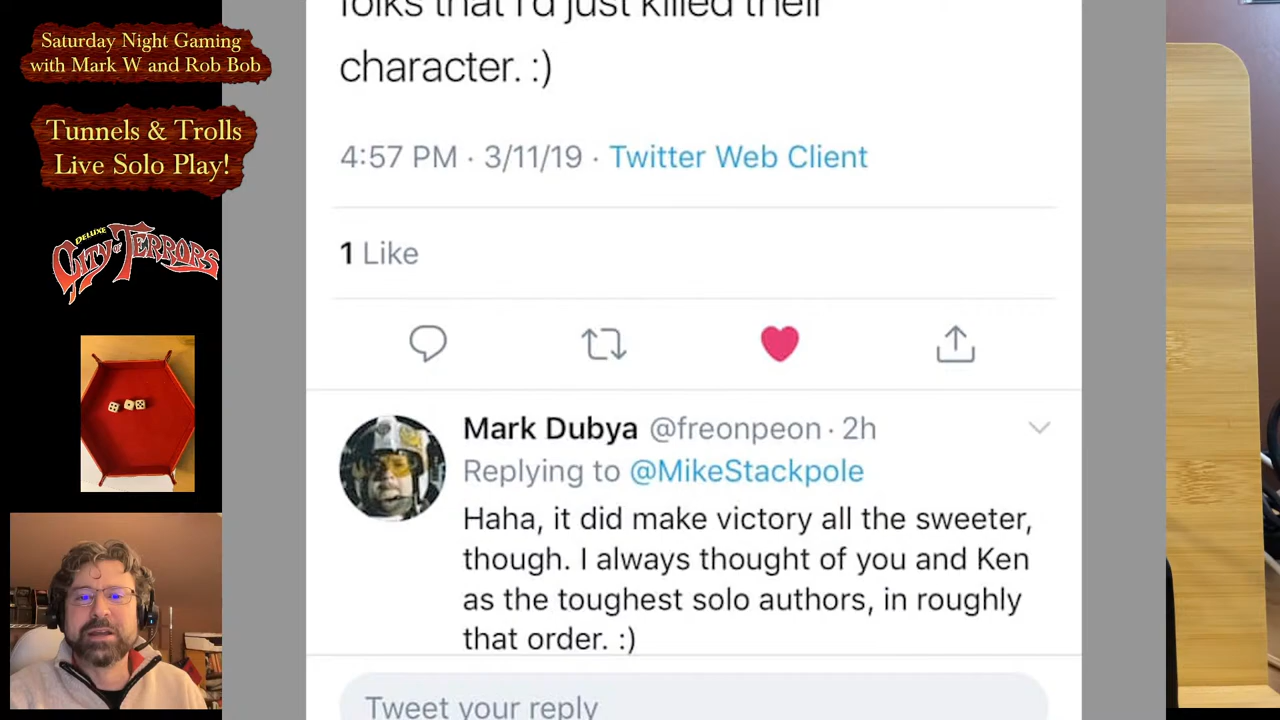 Saturday Night Gaming
with Mark W and Rob Bob
Tunnels & Trolls
Live Solo Play!
DELUXE
CITY OF TERRORS
folks that I'd just killed their
character. :)
4:57 PM · 3/11/19 · Twitter Web Client
1 Like
Mark Dubya @freonpeon · 2h
Replying to @MikeStackpole
Haha, it did make victory all the sweeter,
though. I always thought of you and Ken
as the toughest solo authors, in roughly
that order. :)
Tweet your reply